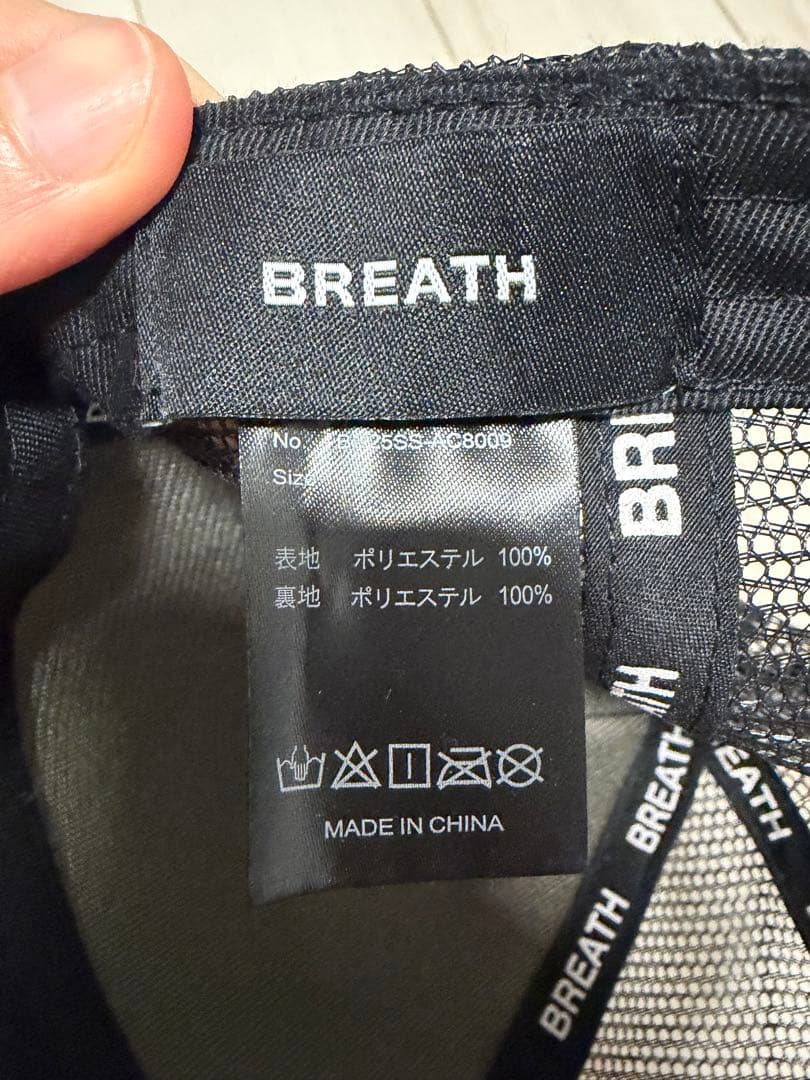 BREATH
No.
25SS-AC8009
Size
表地 ポリエステル 100%
裏地 ポリエステル 100%
MADE IN CHINA
BREATH
BREATH